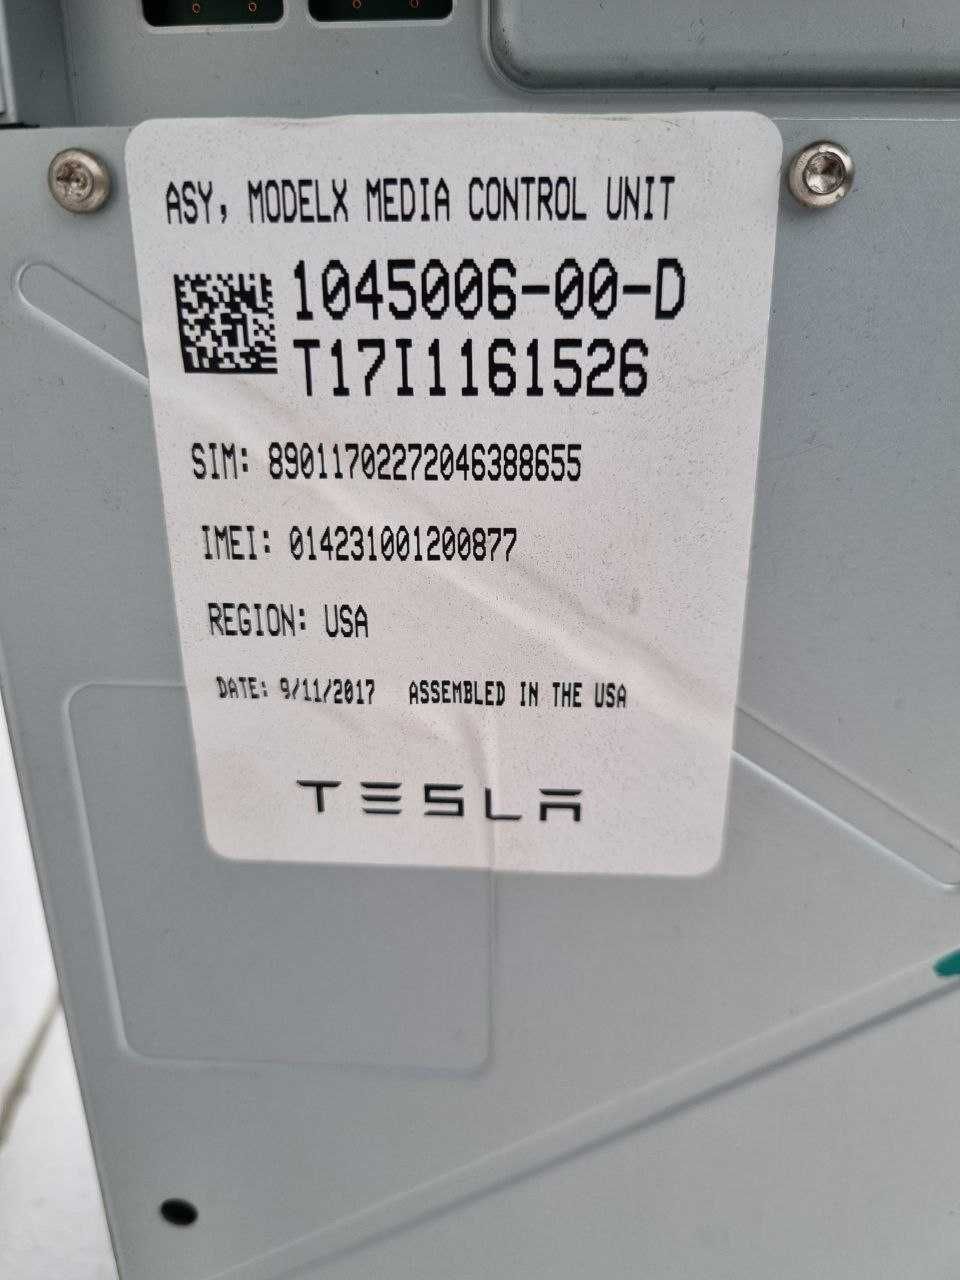 ASY, MODELX MEDIA CONTROL UNIT
1045006-00-D
T17I1161526
SIM: 89011702272046388655
IMEI: 014231001200877
REGION: USA
DATE: 9/11/2017 ASSEMBLED IN THE USA
TESLA